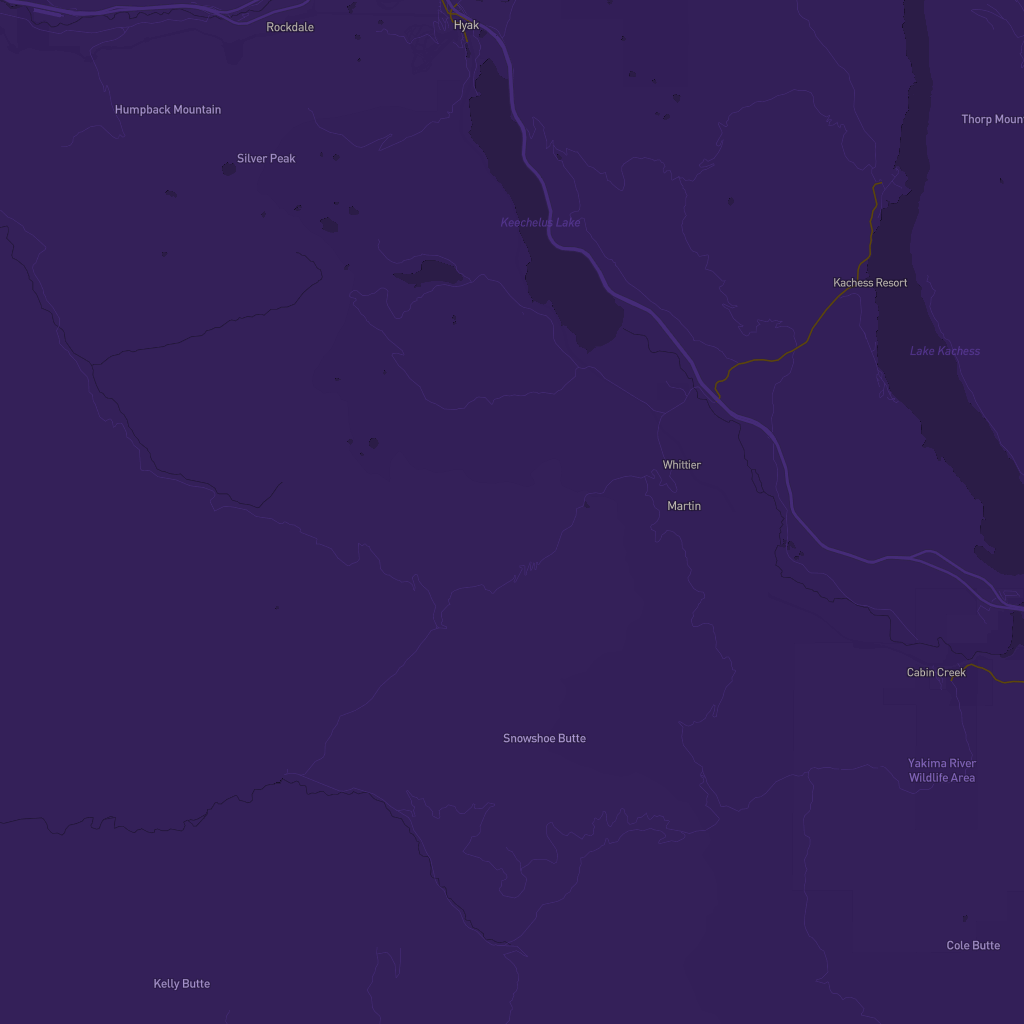 Hyak
Rockdale
Humpback Mountain
Silver Peak
Keechelus Lake
Kachess Resort
Lake Kachess
Whittier
Martin
Cabin Creek
Snowshoe Butte
Yakima River
Wildlife Area
Cole Butte
Kelly Butte
Thorp Moun